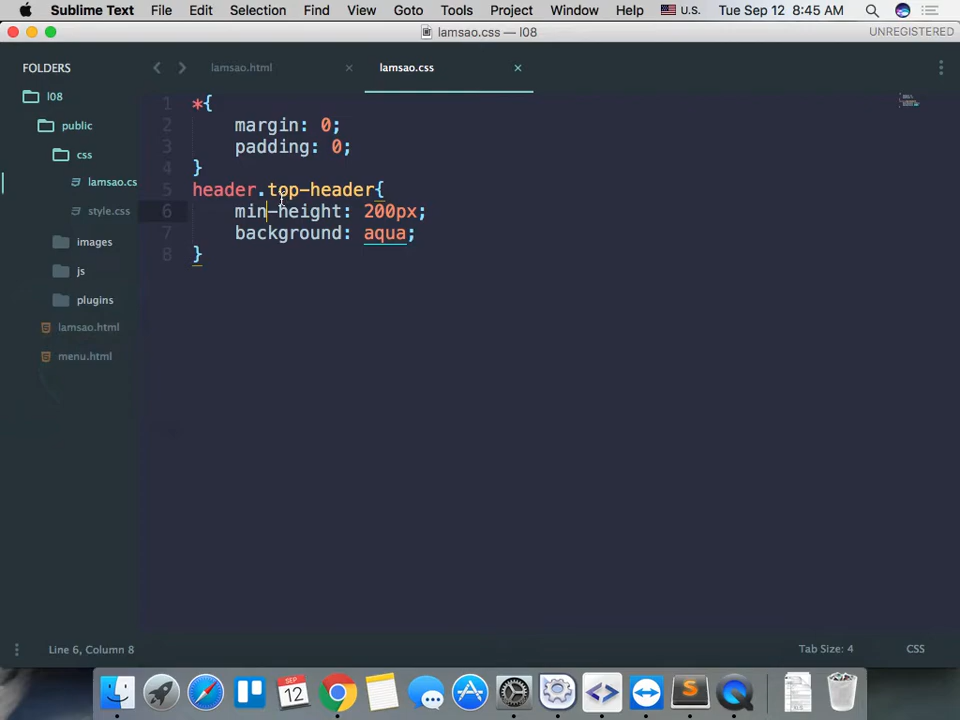 Sublime Text File Edit Selection Find View Goto Tools Project Window Help U.S. Tue Sep 12 8:45 AM
lamsao.css — l08 UNREGISTERED
FOLDERS
l08
public
css
lamsao.cs
style.css
images
js
plugins
lamsao.html
menu.html
lamsao.html × lamsao.css ×
1 *{
2 margin: 0;
3 padding: 0;
4 }
5 header.top-header{
6 min-height: 200px;
7 background: aqua;
8 }
Line 6, Column 8 Tab Size: 4 CSS
SEP
12